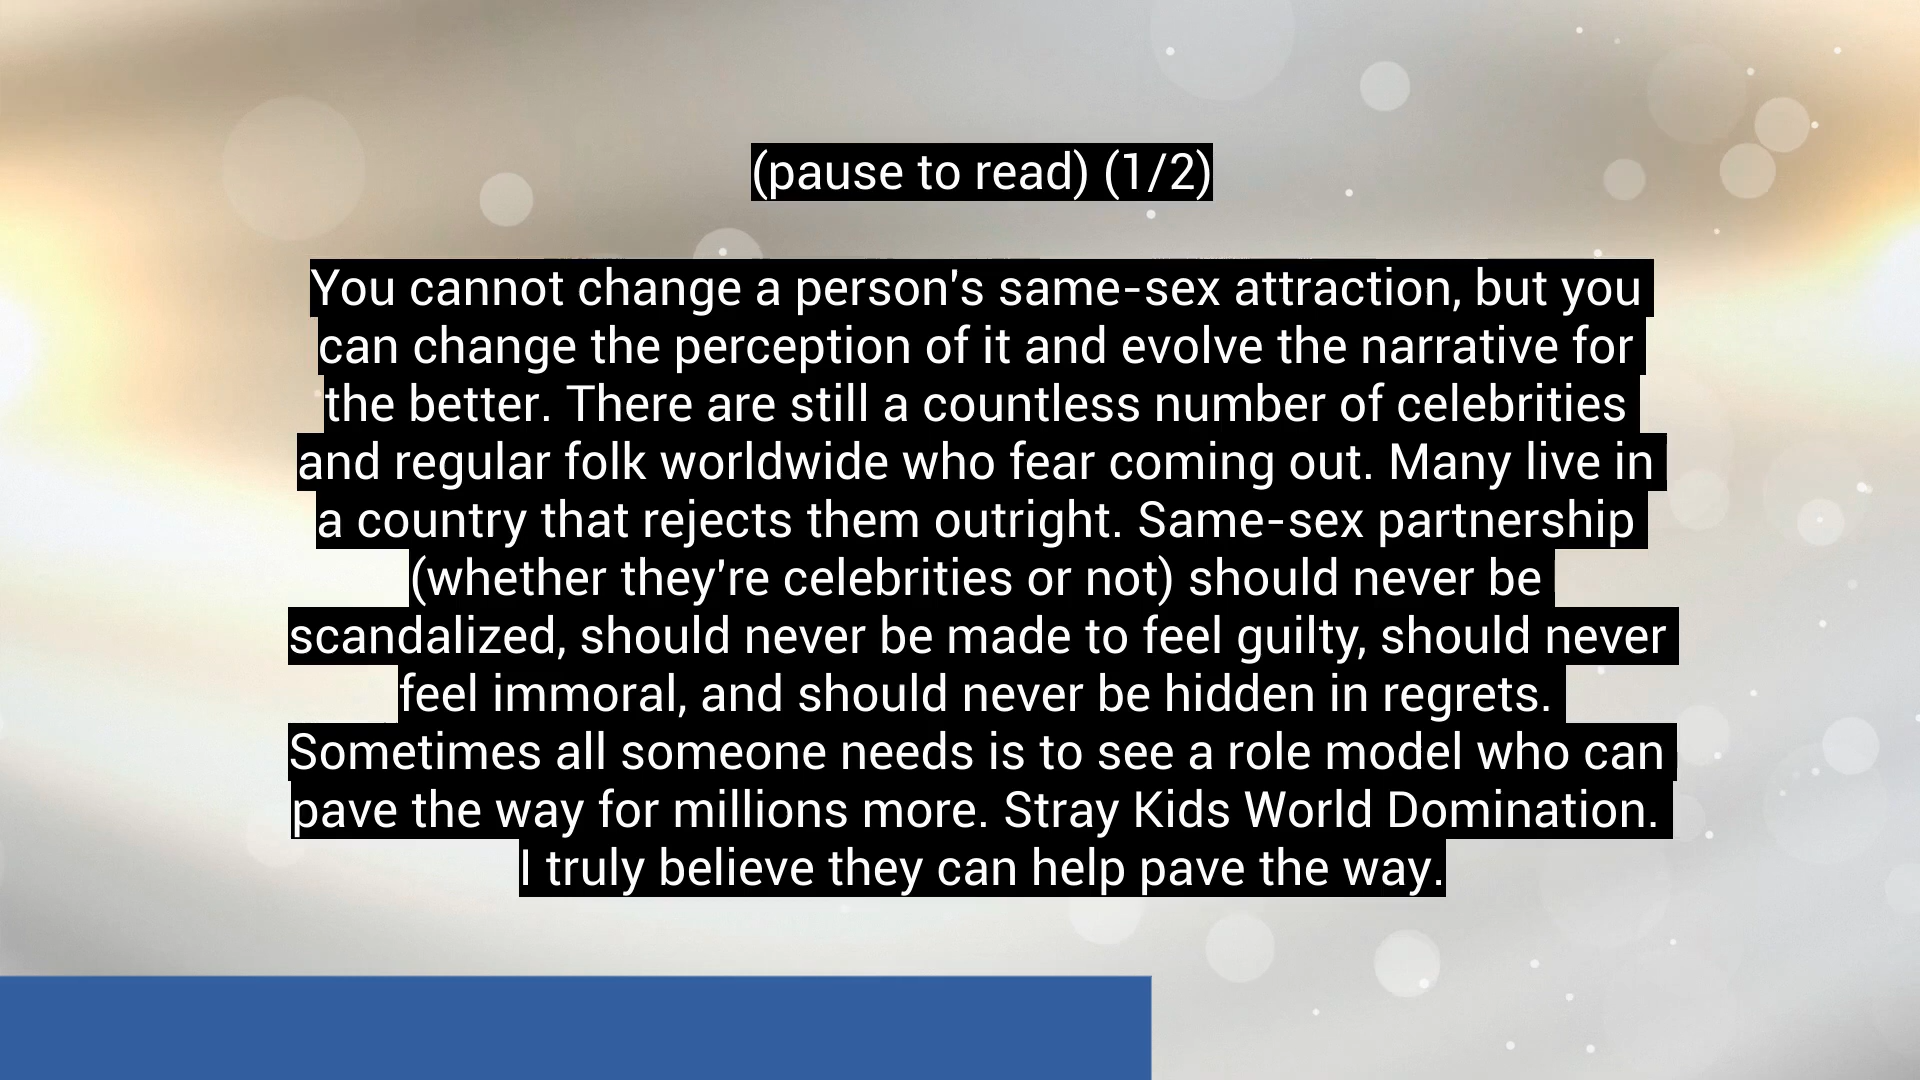 (pause to read) (1/2)
You cannot change a person's same-sex attraction, but you
can change the perception of it and evolve the narrative for
the better. There are still a countless number of celebrities
and regular folk worldwide who fear coming out. Many live in
a country that rejects them outright. Same-sex partnership
(whether they're celebrities or not) should never be
scandalized, should never be made to feel guilty, should never
feel immoral, and should never be hidden in regrets.
Sometimes all someone needs is to see a role model who can
pave the way for millions more. Stray Kids World Domination.
I truly believe they can help pave the way.